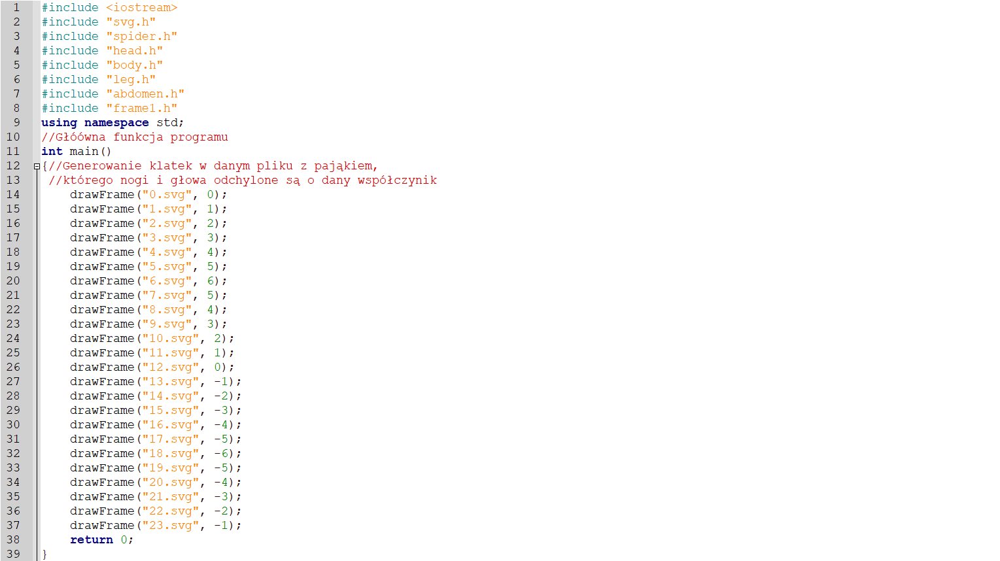 1 #include <iostream>
2 #include "svg.h"
3 #include "spider.h"
4 #include "head.h"
5 #include "body.h"
6 #include "leg.h"
7 #include "abdomen.h"
8 #include "frame1.h"
9 using namespace std;
10 //Głóówna funkcja programu
11 int main()
12 {//Generowanie klatek w danym pliku z pająkiem,
13 //którego nogi i głowa odchylone są o dany współczynik
14 drawFrame("0.svg", 0);
15 drawFrame("1.svg", 1);
16 drawFrame("2.svg", 2);
17 drawFrame("3.svg", 3);
18 drawFrame("4.svg", 4);
19 drawFrame("5.svg", 5);
20 drawFrame("6.svg", 6);
21 drawFrame("7.svg", 5);
22 drawFrame("8.svg", 4);
23 drawFrame("9.svg", 3);
24 drawFrame("10.svg", 2);
25 drawFrame("11.svg", 1);
26 drawFrame("12.svg", 0);
27 drawFrame("13.svg", -1);
28 drawFrame("14.svg", -2);
29 drawFrame("15.svg", -3);
30 drawFrame("16.svg", -4);
31 drawFrame("17.svg", -5);
32 drawFrame("18.svg", -6);
33 drawFrame("19.svg", -5);
34 drawFrame("20.svg", -4);
35 drawFrame("21.svg", -3);
36 drawFrame("22.svg", -2);
37 drawFrame("23.svg", -1);
38 return 0;
39 }